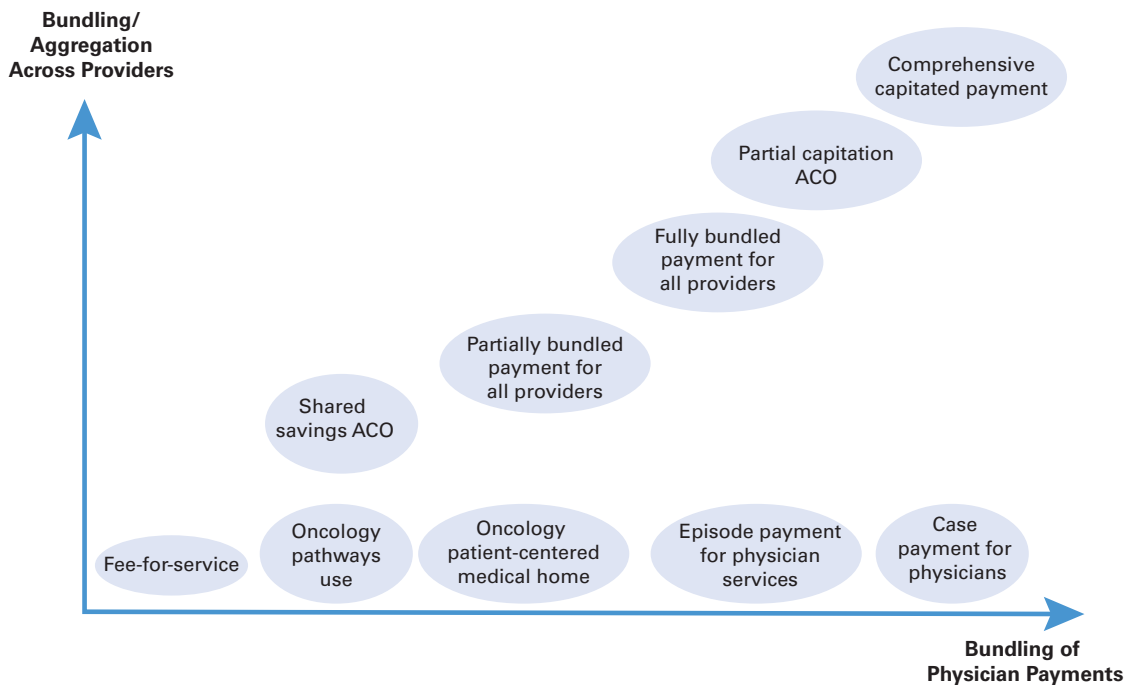 Bundling/
Aggregation
Across Providers
Comprehensive
capitated payment
Partial capitation
ACO
Fully bundled
payment for
all providers
Partially bundled
payment for
all providers
Shared
savings ACO
Fee-for-service
Oncology
pathways
use
Oncology
patient-centered
medical home
Episode payment
for physician
services
Case
payment for
physicians
Bundling of
Physician Payments